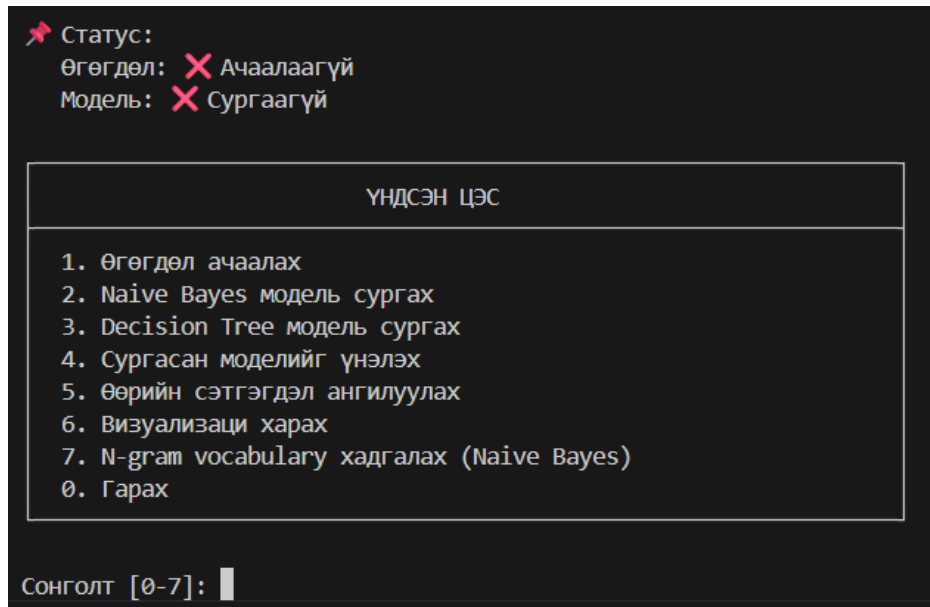 📌 Статус:
Өгөгдөл: ❌ Ачаалаагүй
Модель: ❌ Сургаагүй
ҮНДСЭН ЦЭС
1. Өгөгдөл ачаалах
2. Naive Bayes модель сургах
3. Decision Tree модель сургах
4. Сургасан моделийг үнэлэх
5. Өөрийн сэтгэгдэл ангилуулах
6. Визуализаци харах
7. N-gram vocabulary хадгалах (Naive Bayes)
0. Гарах
Сонголт [0-7]: